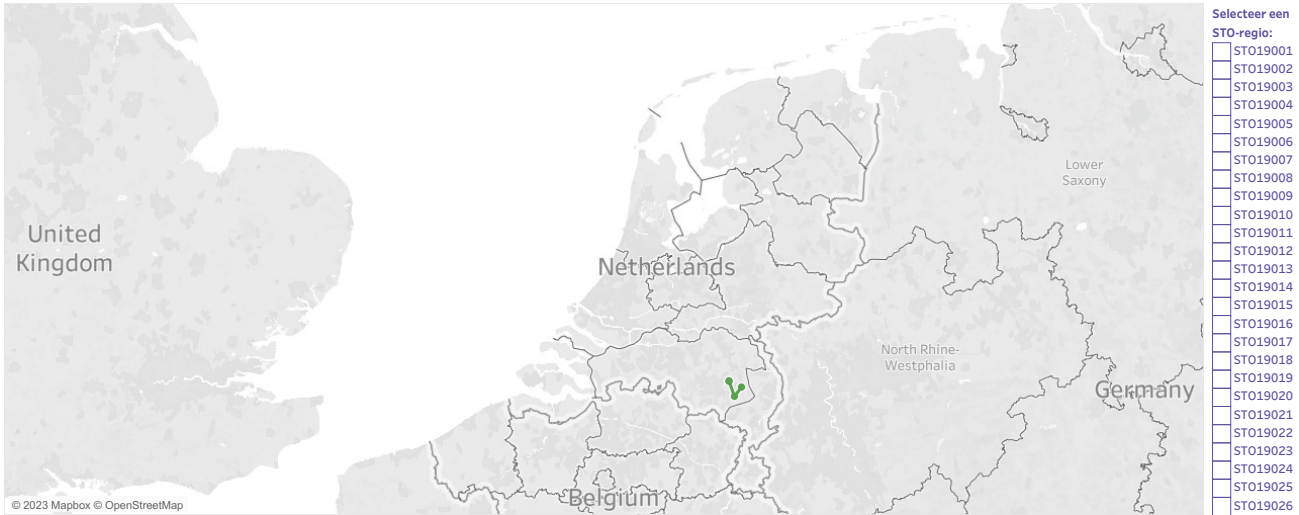 United
Kingdom
Netherlands
Lower
Saxony
North Rhine-
Westphalia
Germany
Belgium
© 2023 Mapbox © OpenStreetMap
Selecteer een
STO-regio:
STO19001
STO19002
STO19003
STO19004
STO19005
STO19006
STO19007
STO19008
STO19009
STO19010
STO19011
STO19012
STO19013
STO19014
STO19015
STO19016
STO19017
STO19018
STO19019
STO19020
STO19021
STO19022
STO19023
STO19024
STO19025
STO19026